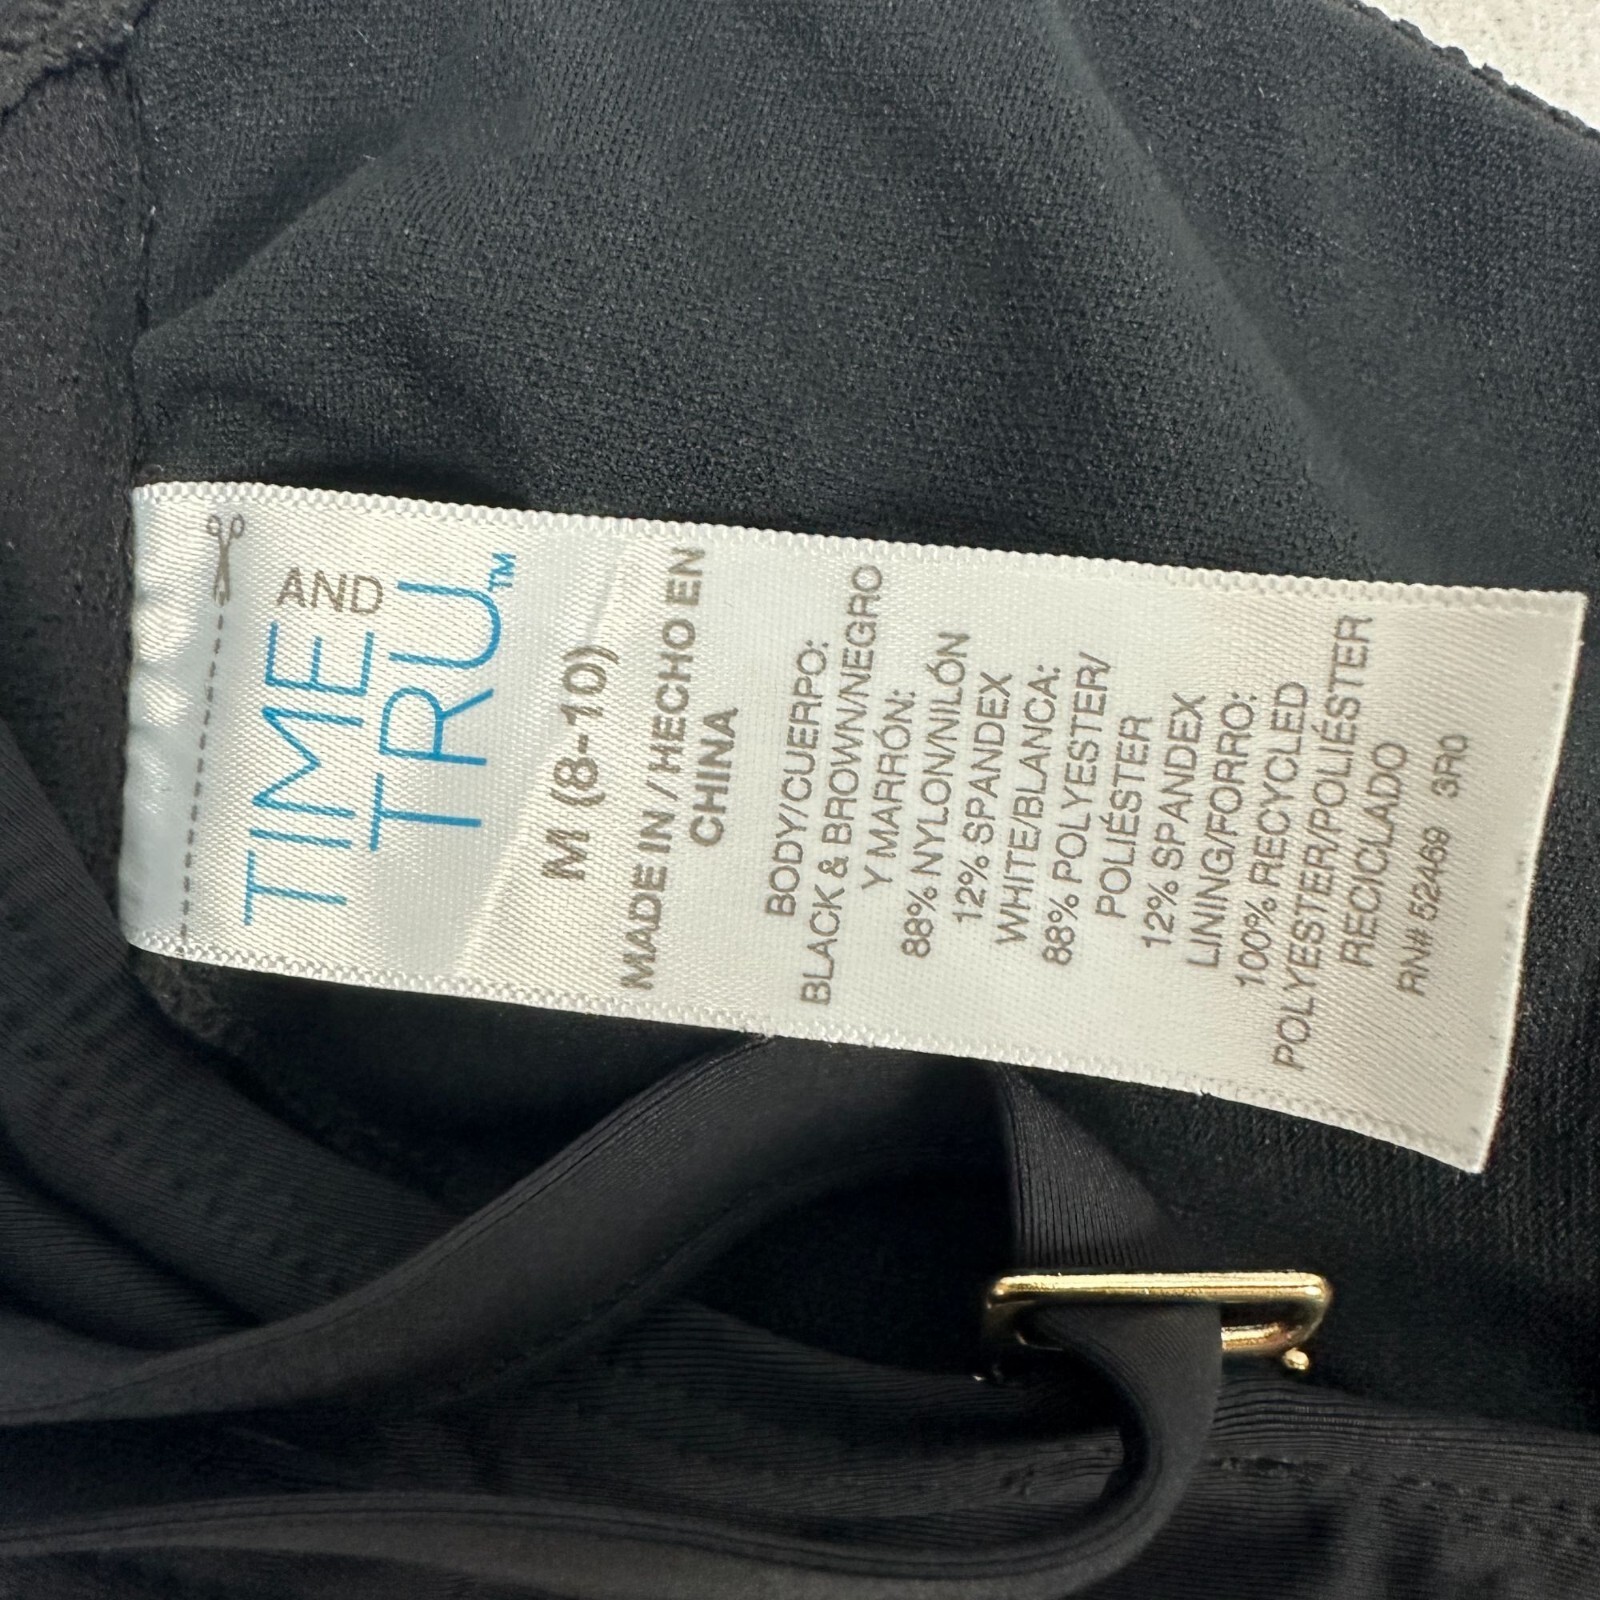 TIME AND
TRU™
M (8-10)
MADE IN / HECHO EN
CHINA
BODY/CUERPO:
BLACK & BROWN/NEGRO
Y MARRÓN:
88% NYLON/NILÓN
12% SPANDEX
WHITE/BLANCA:
88% POLYESTER/
POLIÉSTER
12% SPANDEX
LINING/FORRO:
100% RECYCLED
POLYESTER/POLIÉSTER
RECICLADO
RN# 52469 3R0